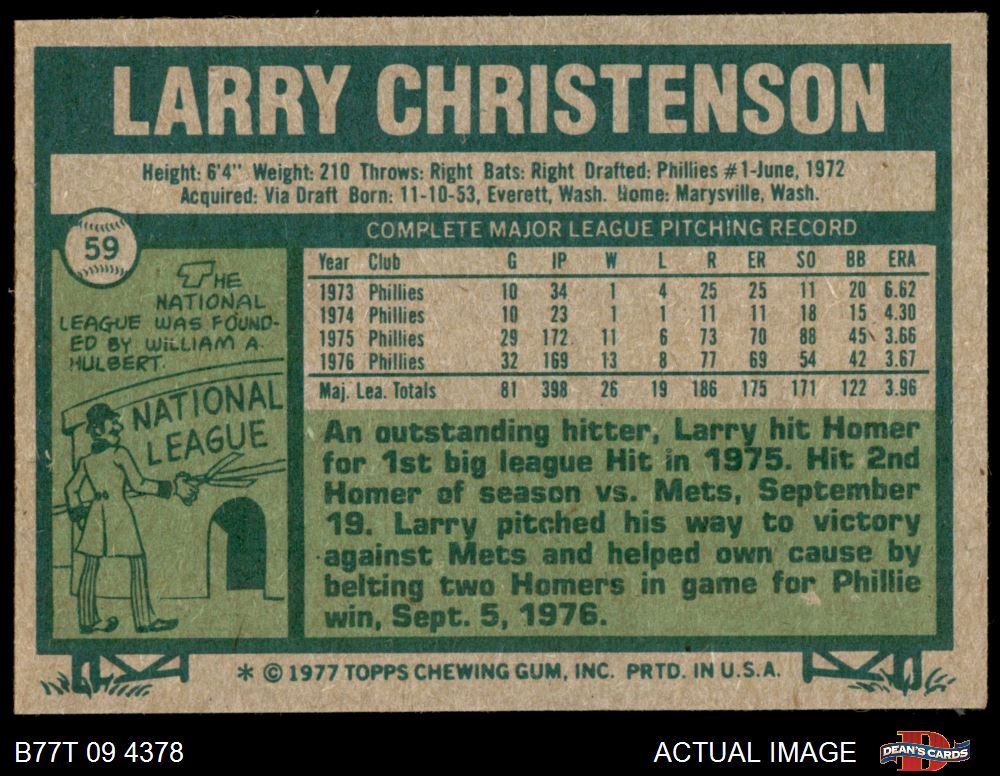 LARRY CHRISTENSON
Height: 6'4" Weight: 210 Throws: Right Bats: Right Drafted: Phillies #1-June, 1972
Acquired: Via Draft Born: 11-10-53, Everett, Wash. Home: Marysville, Wash.
59
THE
NATIONAL
LEAGUE WAS FOUND-
ED BY WILLIAM A.
HULBERT.
NATIONAL
LEAGUE
COMPLETE MAJOR LEAGUE PITCHING RECORD
Year Club G IP W L R ER SO BB ERA
1973 Phillies 10 34 1 4 25 25 11 20 6.62
1974 Phillies 10 23 1 1 11 11 18 15 4.30
1975 Phillies 29 172 11 6 73 70 88 45 3.66
1976 Phillies 32 169 13 8 77 69 54 42 3.67
Maj. Lea. Totals 81 398 26 19 186 175 171 122 3.96
An outstanding hitter, Larry hit Homer
for 1st big league Hit in 1975. Hit 2nd
Homer of season vs. Mets, September
19. Larry pitched his way to victory
against Mets and helped own cause by
belting two Homers in game for Phillie
win, Sept. 5, 1976.
* © 1977 TOPPS CHEWING GUM, INC. PRTD. IN U.S.A.
B77T 09 4378
ACTUAL IMAGE
D
DEAN'S CARDS